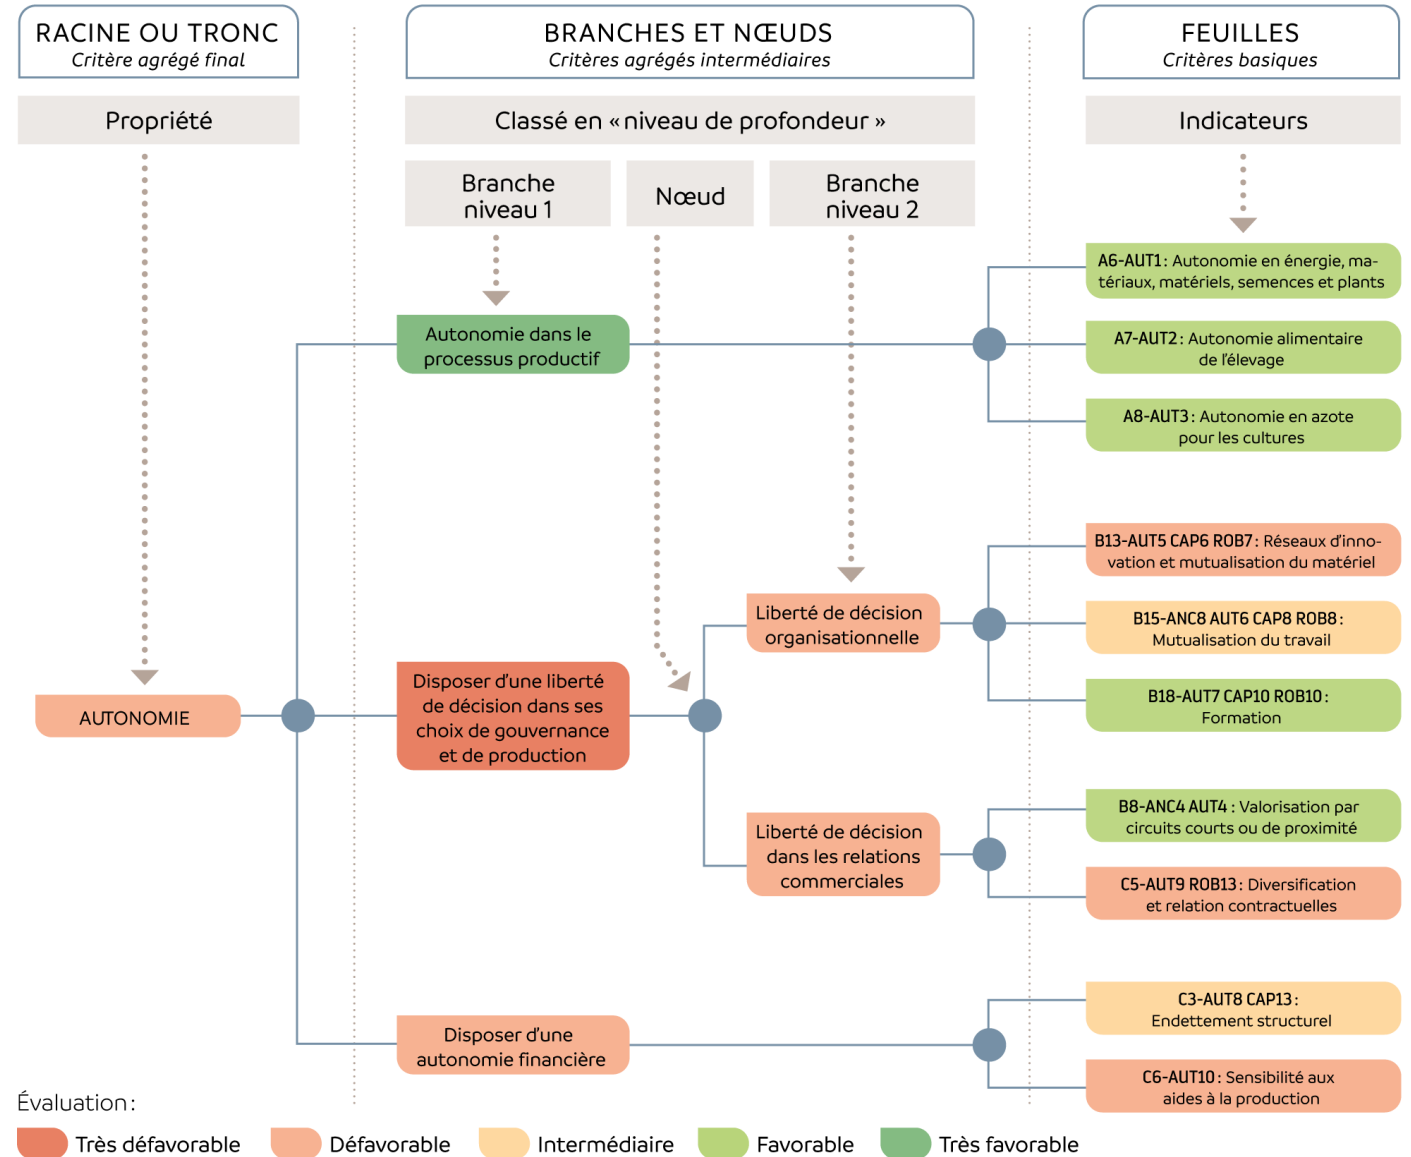 RACINE OU TRONC
Critère agrégé final
BRANCHES ET NŒUDS
Critères agrégés intermédiaires
FEUILLES
Critères basiques
Propriété
Classé en « niveau de profondeur »
Indicateurs
Branche
niveau 1
Nœud
Branche
niveau 2
A6-AUT1 : Autonomie en énergie, ma-
tériaux, matériels, semences et plants
Autonomie dans le
processus productif
A7-AUT2 : Autonomie alimentaire
de l'élevage
A8-AUT3 : Autonomie en azote
pour les cultures
B13-AUT5 CAP6 ROB7 : Réseaux d'inno-
vation et mutualisation du matériel
Liberté de décision
organisationnelle
B15-ANC8 AUT6 CAP8 ROB8 :
Mutualisation du travail
B18-AUT7 CAP10 ROB10 :
Formation
AUTONOMIE
Disposer d'une liberté
de décision dans ses
choix de gouvernance
et de production
B8-ANC4 AUT4 : Valorisation par
circuits courts ou de proximité
Liberté de décision
dans les relations
commerciales
C5-AUT9 ROB13 : Diversification
et relation contractuelles
C3-AUT8 CAP13 :
Endettement structurel
Disposer d'une
autonomie financière
C6-AUT10 : Sensibilité aux
aides à la production
Évaluation :
Très défavorable
Défavorable
Intermédiaire
Favorable
Très favorable